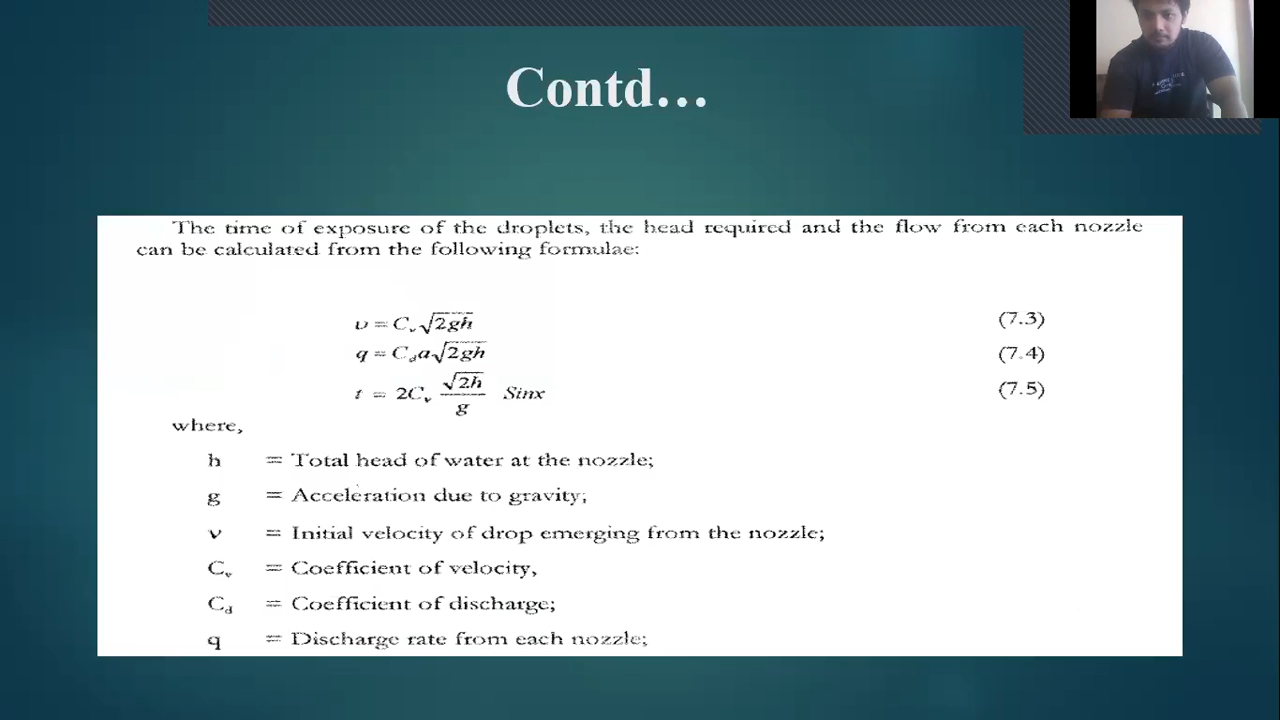 Contd…
The time of exposure of the droplets, the head required and the flow from each nozzle
can be calculated from the following formulae:
υ = C_v √2gh (7.3)
q = C_d a√2gh (7.4)
t = 2C_v √2h / g Sinx (7.5)
where,
h = Total head of water at the nozzle;
g = Acceleration due to gravity;
ν = Initial velocity of drop emerging from the nozzle;
C_v = Coefficient of velocity,
C_d = Coefficient of discharge;
q = Discharge rate from each nozzle;